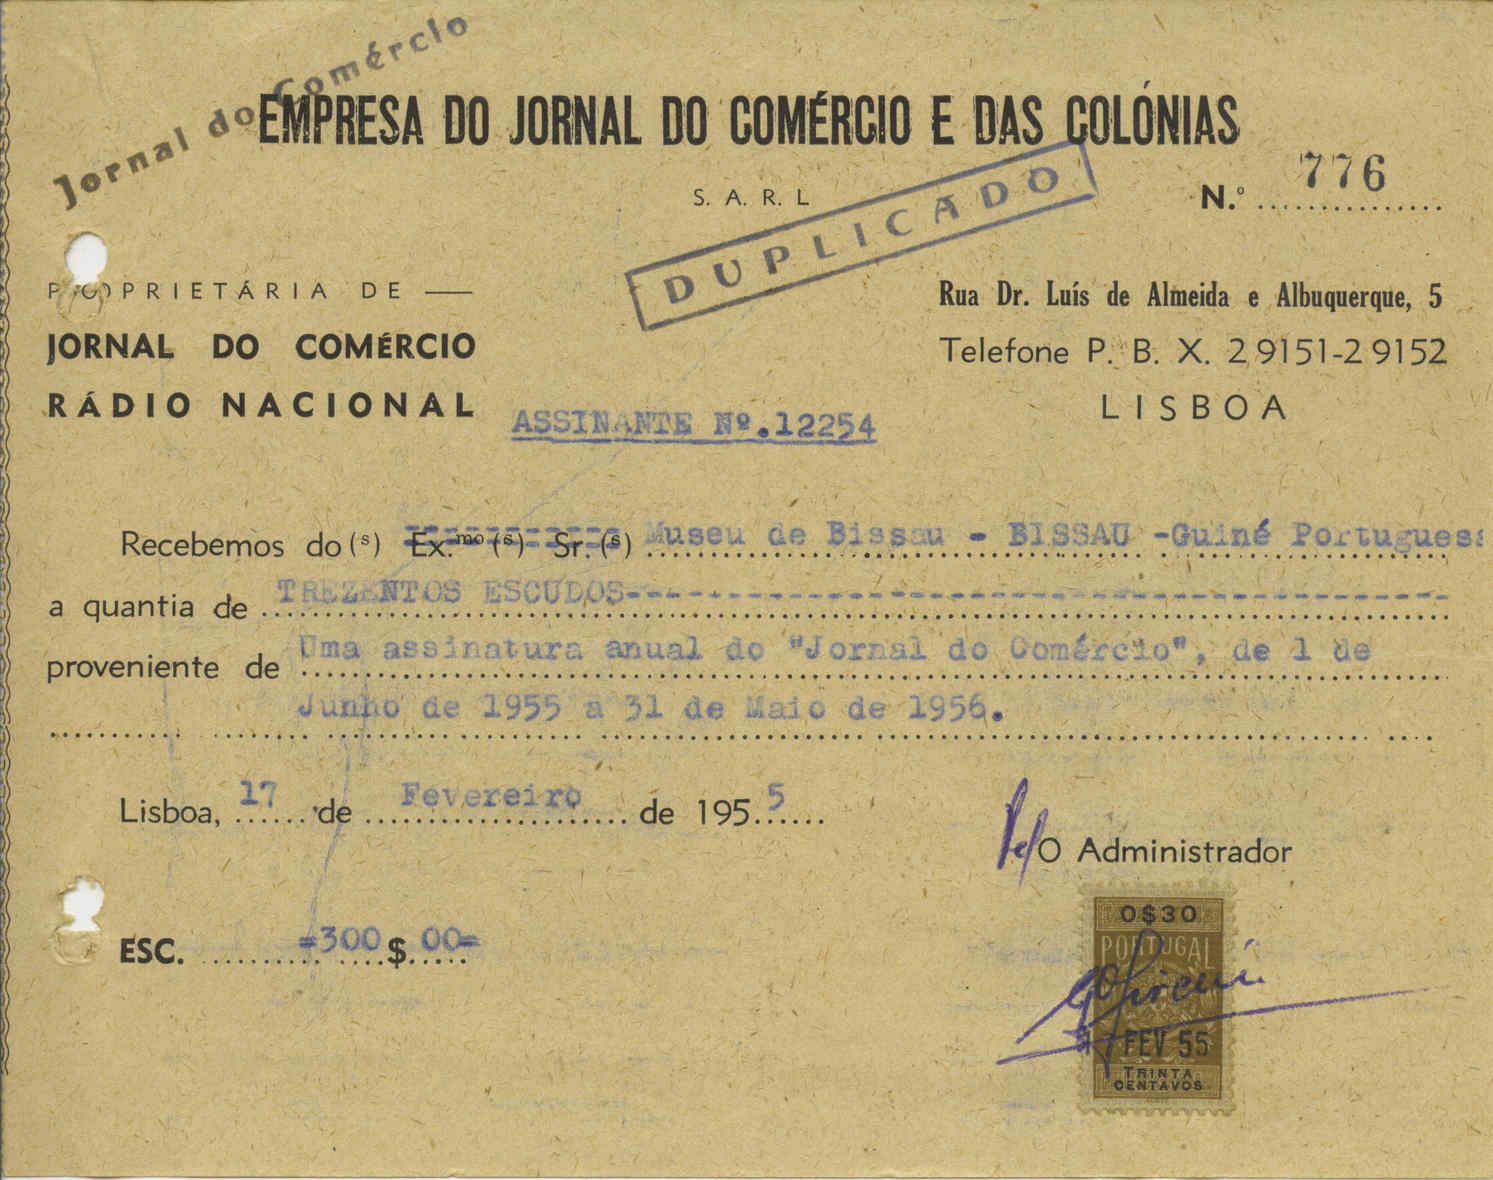 Jornal do Comércio
EMPRESA DO JORNAL DO COMÉRCIO E DAS COLÓNIAS
S. A. R. L
N.º 776
DUPLICADO
PROPRIETÁRIA DE —
JORNAL DO COMÉRCIO
RÁDIO NACIONAL
Rua Dr. Luís de Almeida e Albuquerque, 5
Telefone P. B. X. 29151-29152
LISBOA
ASSINANTE Nº.12254
Recebemos do(s) Ex.mo (s) Sr.(s) Museu de Bissau - BISSAU -Guiné Portugues
a quantia de TREZENTOS ESCUDOS-------------------------------------------
proveniente de Uma assinatura anual do "Jornal do Comércio", de 1 de
Junho de 1955 a 31 de Maio de 1956.
Lisboa, 17 de Fevereiro de 1955
Pel O Administrador
ESC. =300$00=
0$30
PORTUGAL
17 FEV 55
TRINTA
CENTAVOS